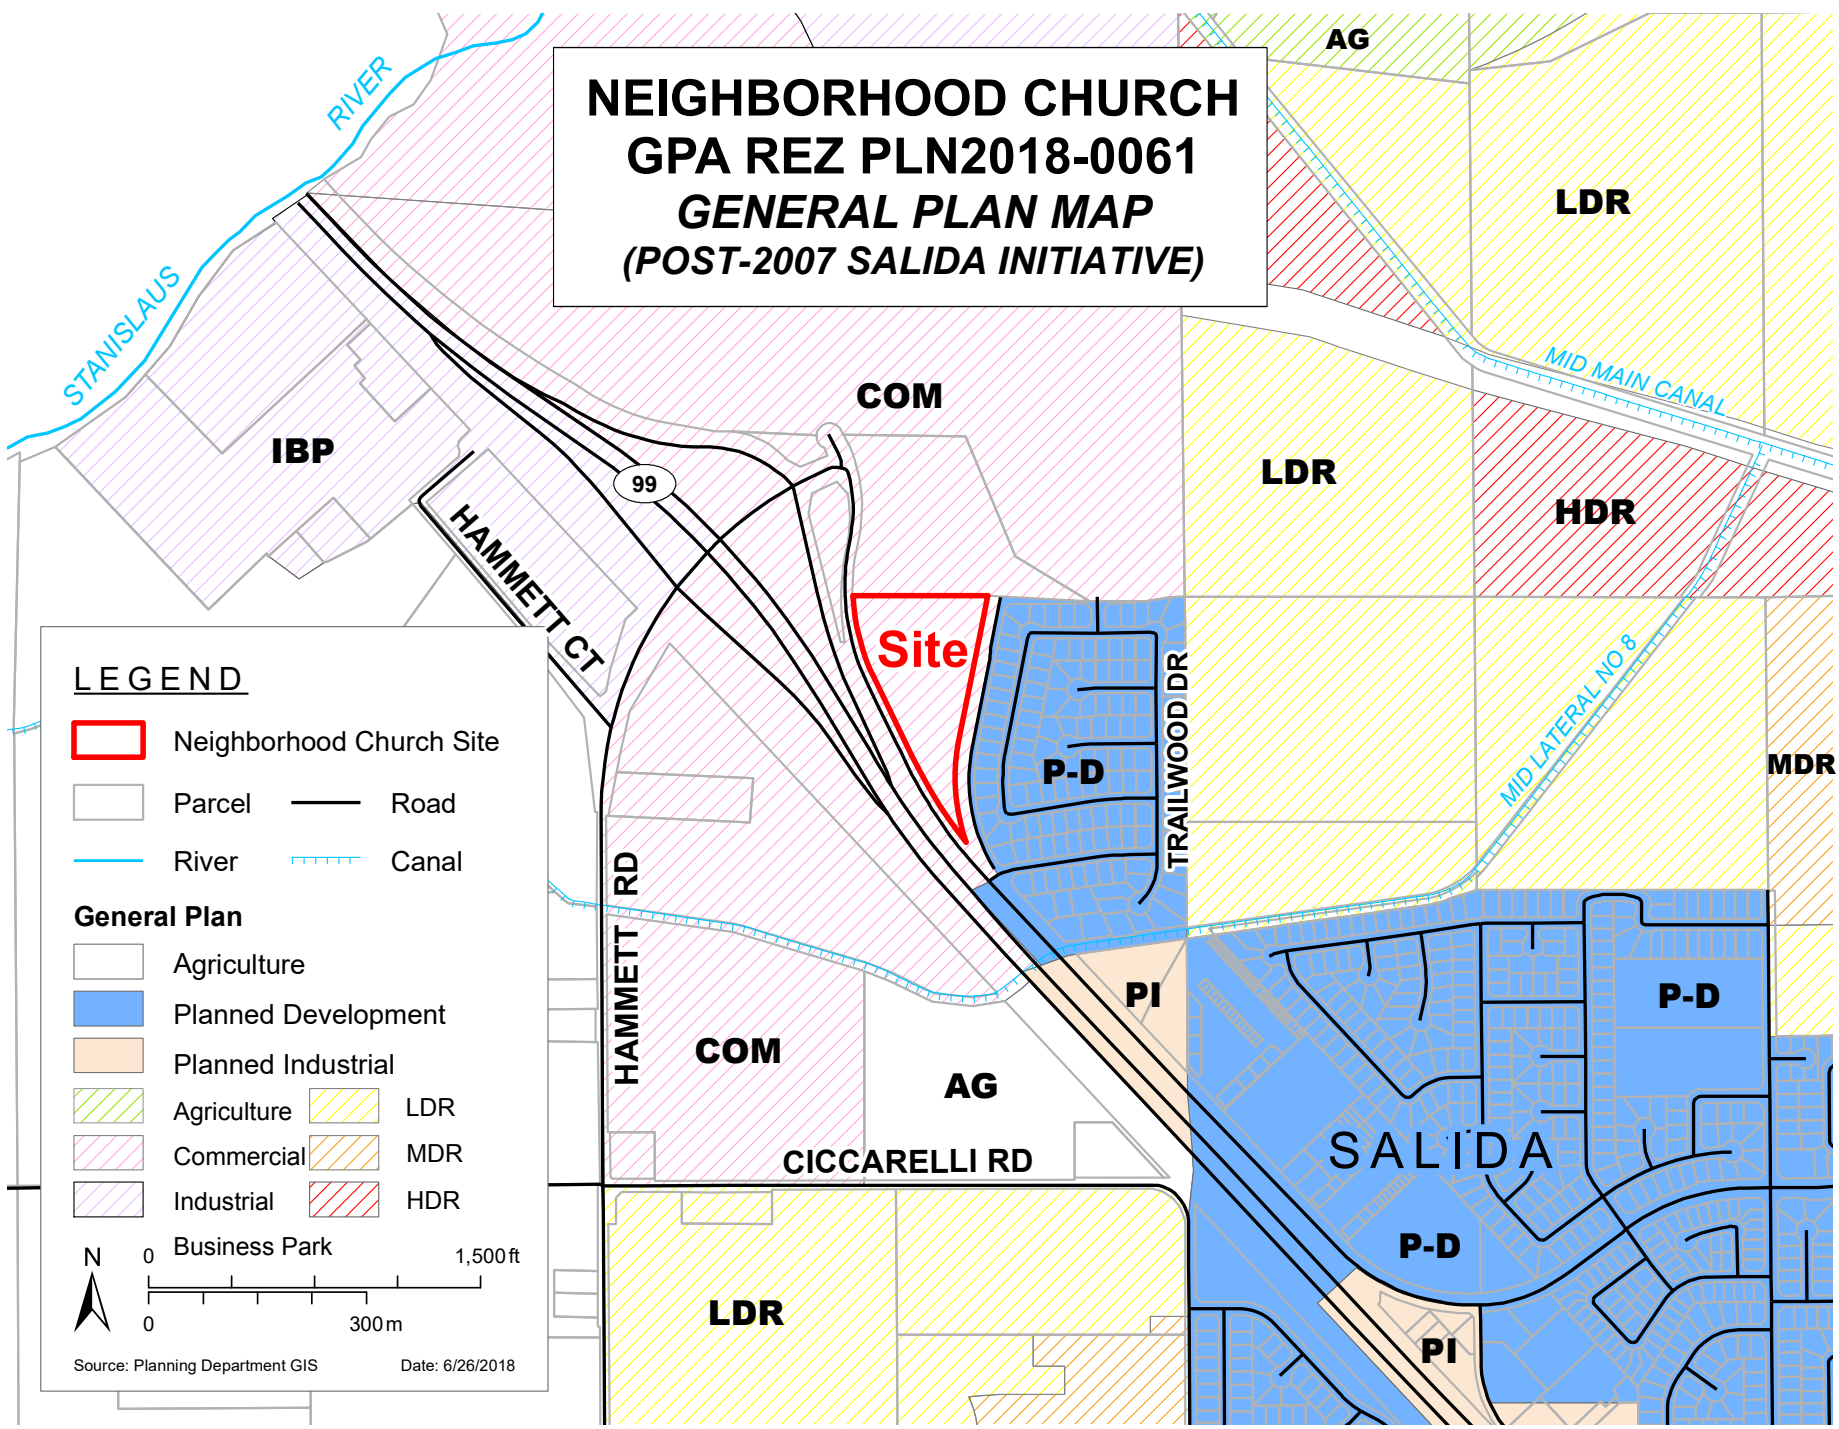 NEIGHBORHOOD CHURCH
GPA REZ PLN2018-0061
GENERAL PLAN MAP
(POST-2007 SALIDA INITIATIVE)
AG
RIVER
LDR
STANISLAUS
MID MAIN CANAL
COM
IBP
LDR
99
HDR
HAMMETT CT
Site
MID LATERAL NO 8
TRAILWOOD DR
P-D
MDR
HAMMETT RD
PI
P-D
COM
AG
SALIDA
CICCARELLI RD
P-D
LDR
PI
LEGEND
Neighborhood Church Site
Parcel
Road
River
Canal
General Plan
Agriculture
Planned Development
Planned Industrial
Agriculture
LDR
Commercial
MDR
Industrial
HDR
Business Park
N
0
1,500 ft
0
300 m
Source: Planning Department GIS
Date: 6/26/2018